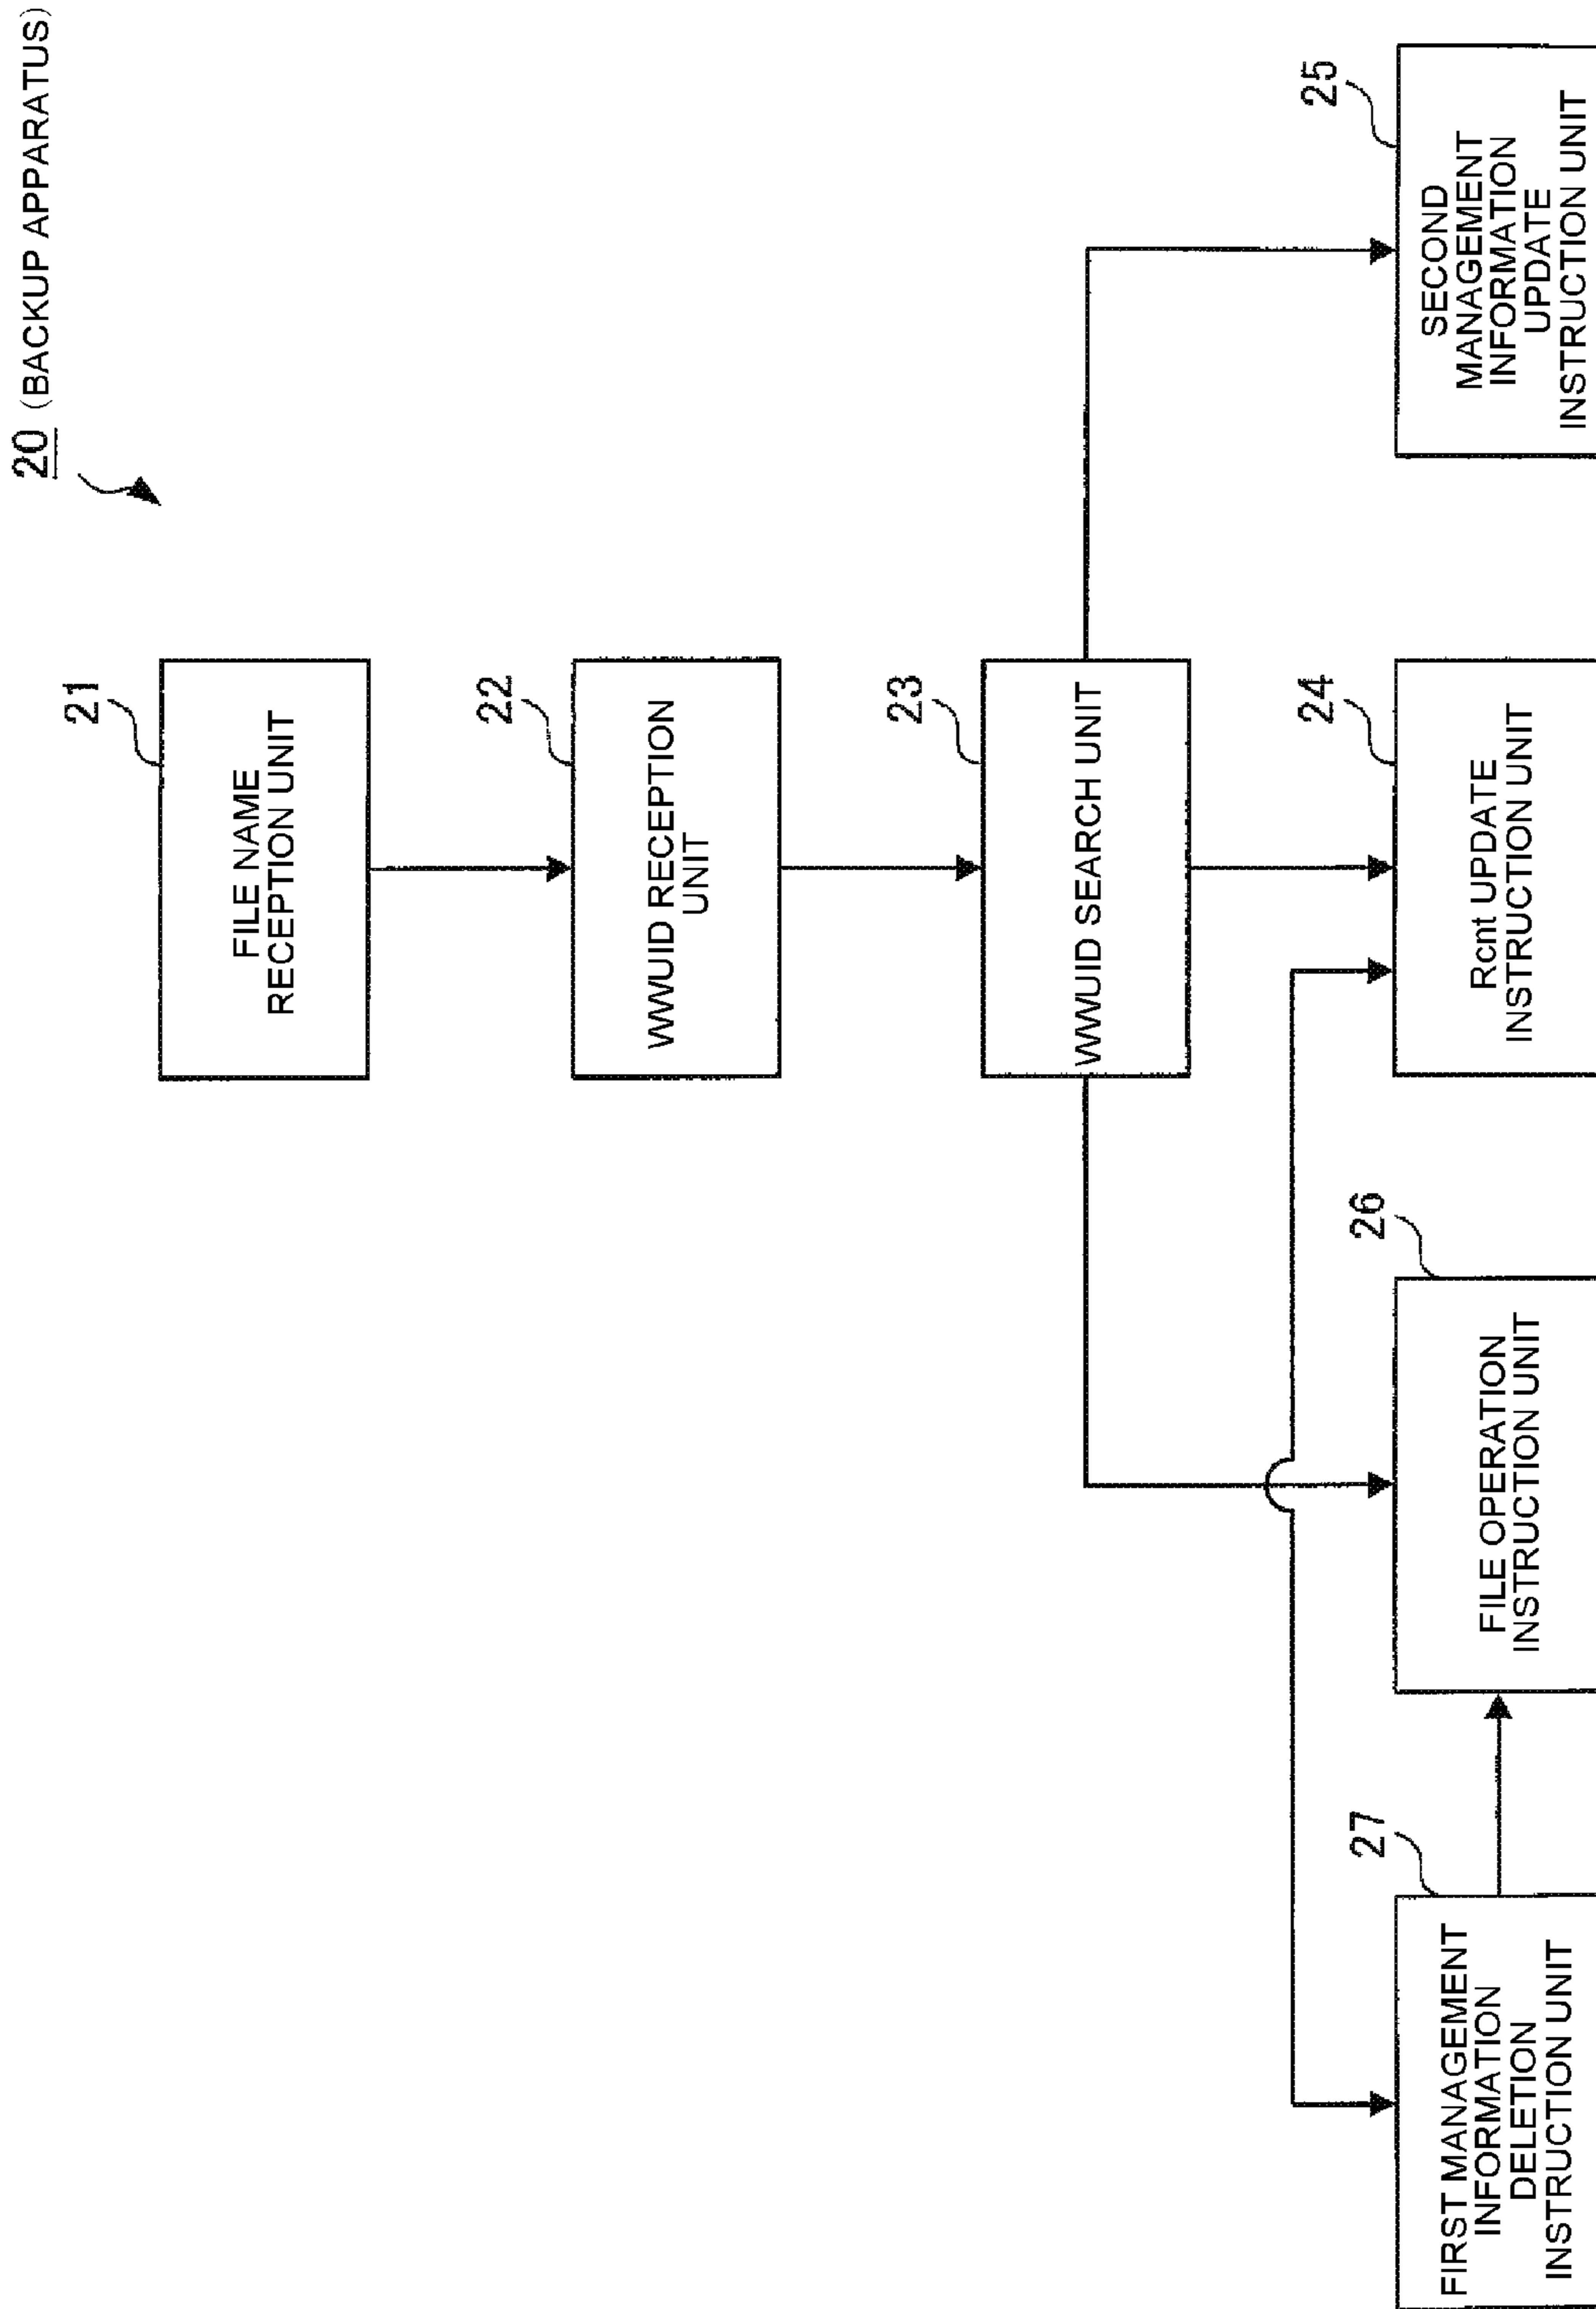 20 (BACKUP APPARATUS)
21
FILE NAME
RECEPTION UNIT
22
WWUID RECEPTION
UNIT
23
WWUID SEARCH UNIT
27
FIRST MANAGEMENT
INFORMATION
DELETION
INSTRUCTION UNIT
26
FILE OPERATION
INSTRUCTION UNIT
24
Rcnt UPDATE
INSTRUCTION UNIT
25
SECOND
MANAGEMENT
INFORMATION
UPDATE
INSTRUCTION UNIT